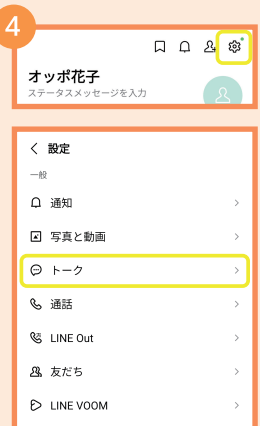 4
オッポ花子
ステータスメッセージを入力
設定
一般
通知
写真と動画
トーク
通話
LINE Out
友だち
LINE VOOM